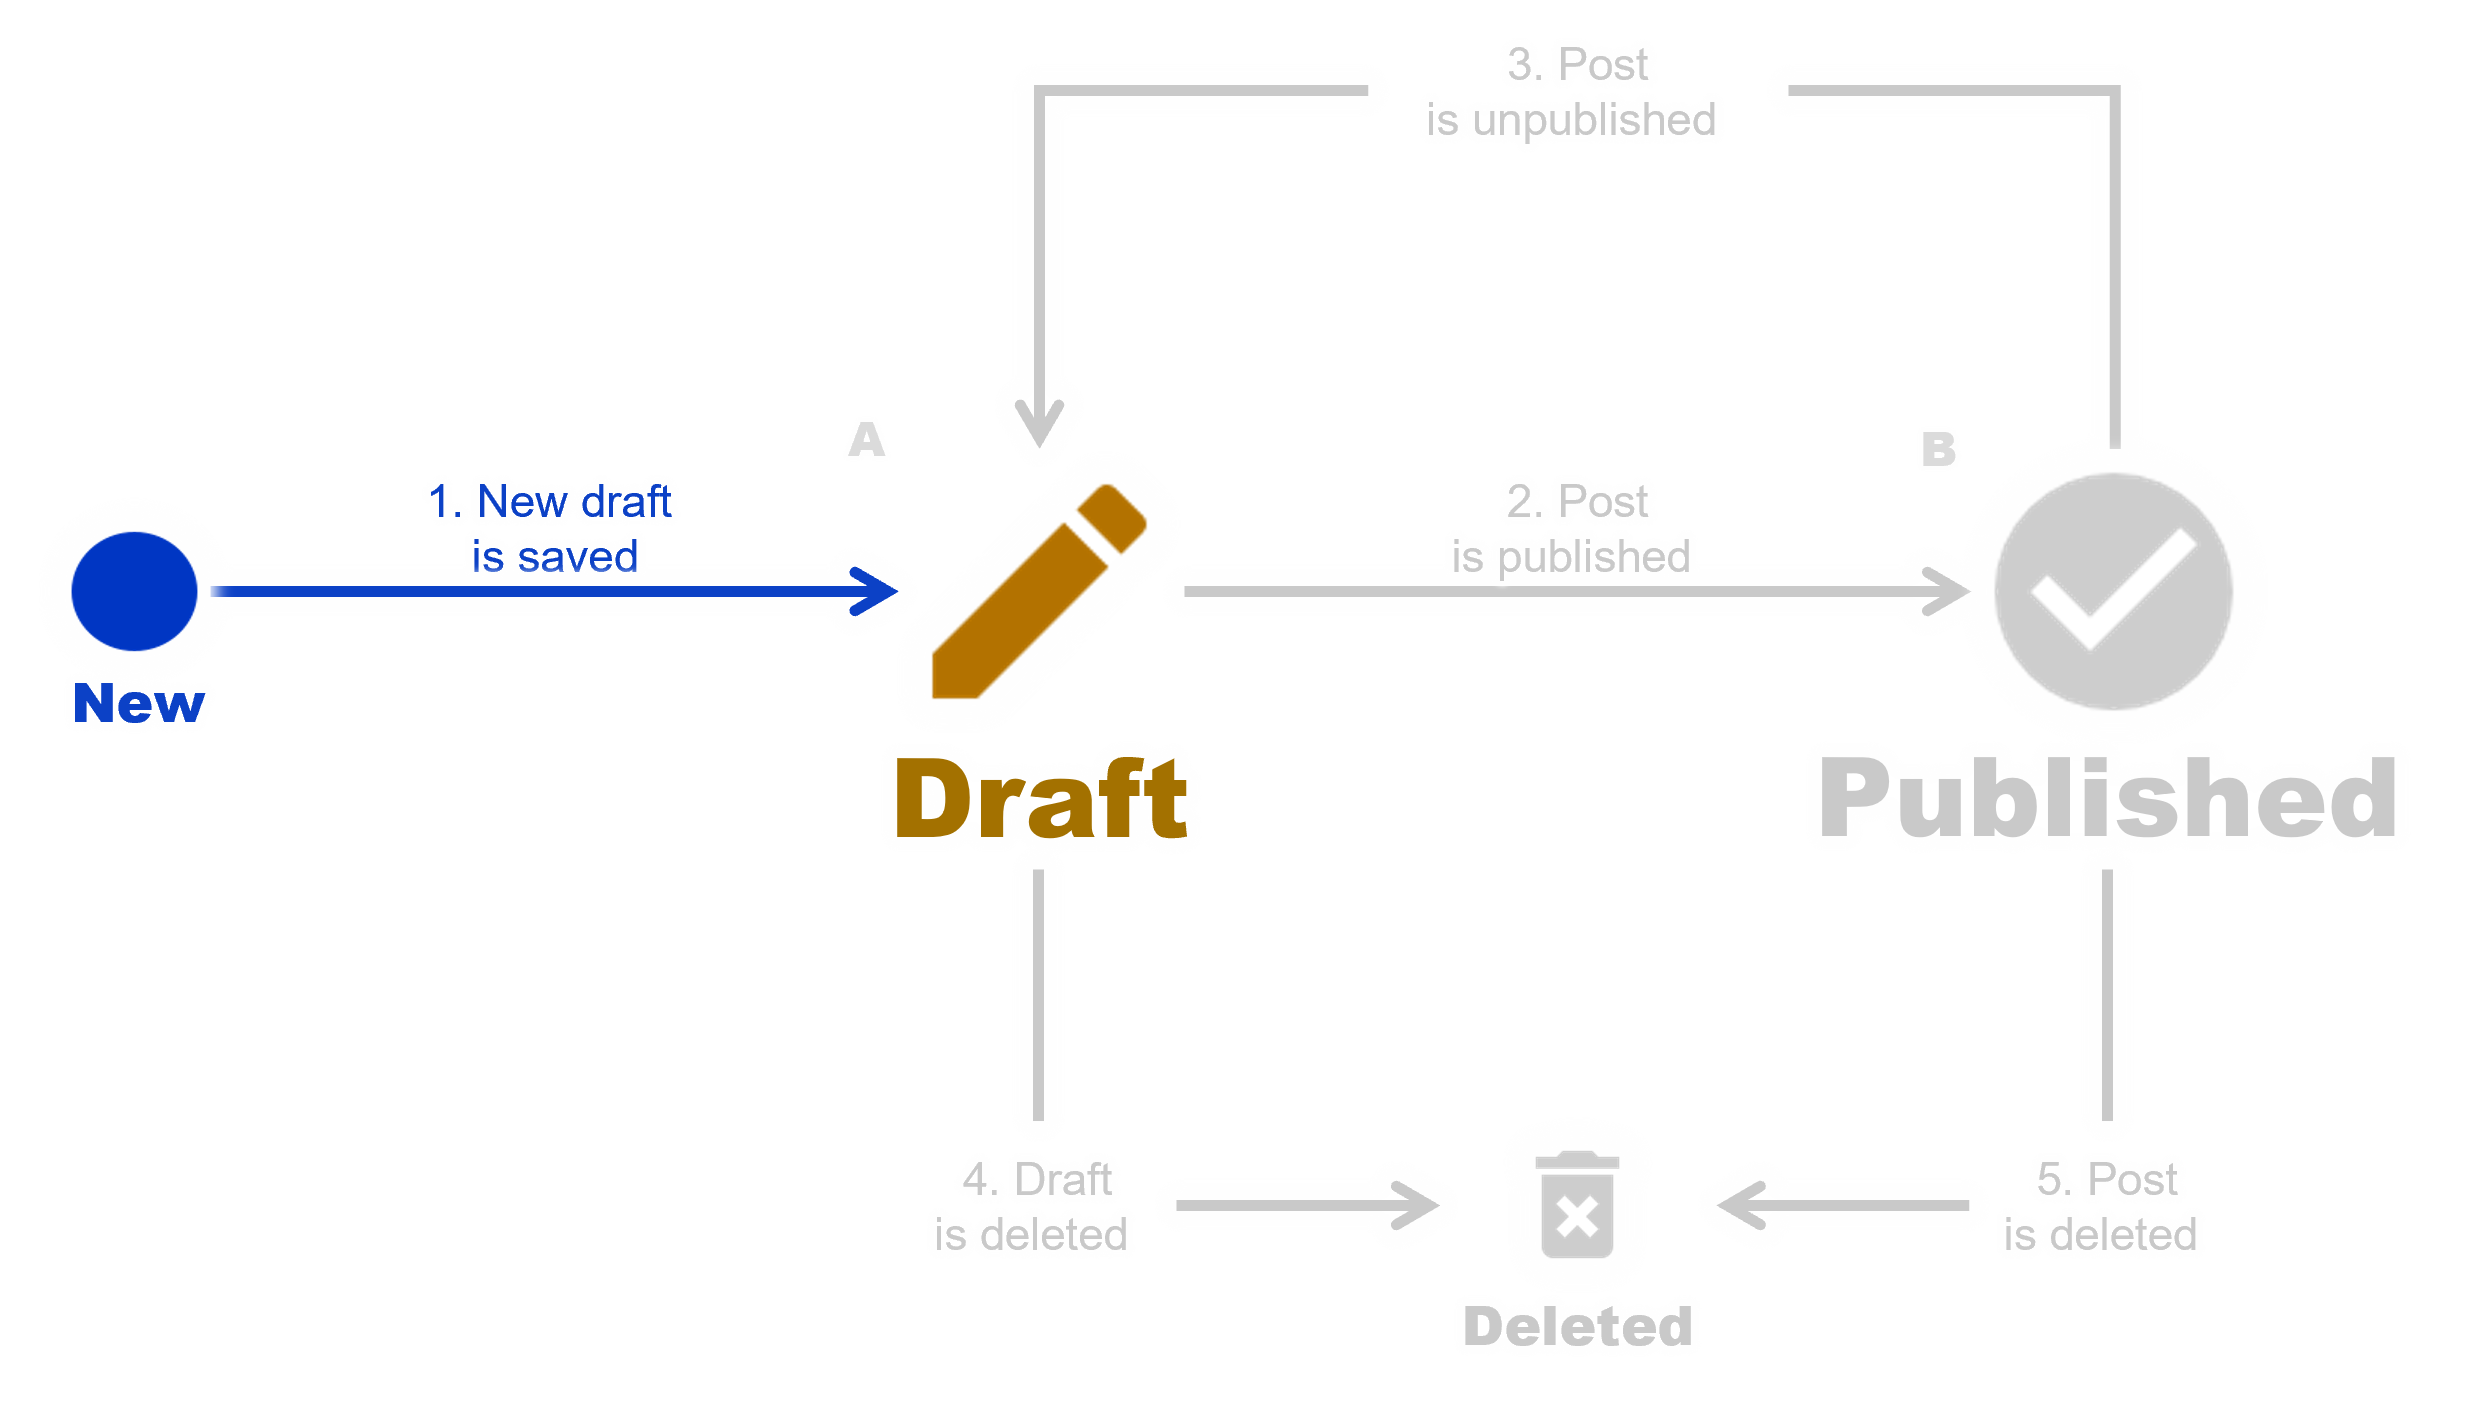 3. Post
is unpublished
A
B
1. New draft
is saved
2. Post
is published
New
Draft
Published
4. Draft
is deleted
5. Post
is deleted
Deleted